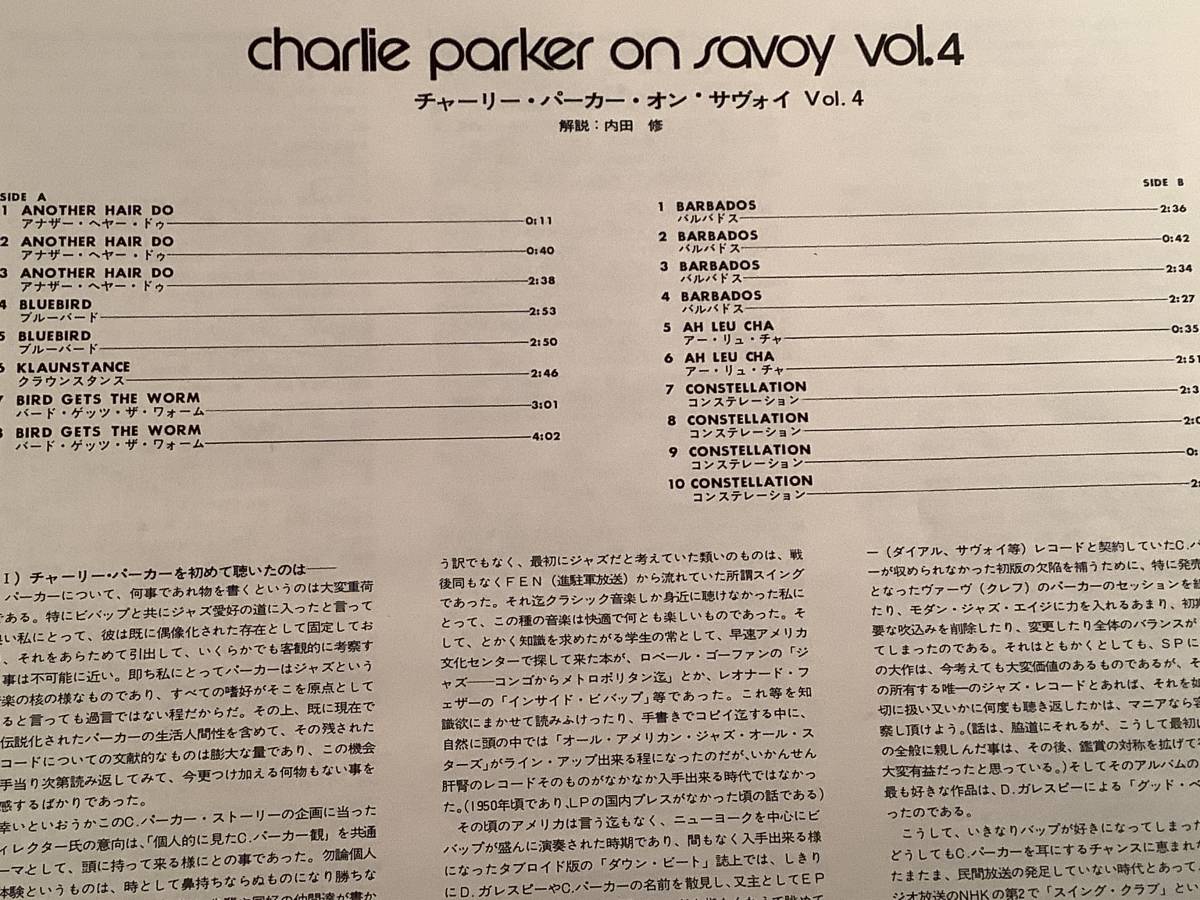 charlie parker on savoy vol.4
チャーリー・パーカー・オン・サヴォイ Vol. 4
解説：内田 修
SIDE A
1 ANOTHER HAIR DO
アナザー・ヘヤー・ドゥ 0:11
2 ANOTHER HAIR DO
アナザー・ヘヤー・ドゥ 0:40
3 ANOTHER HAIR DO
アナザー・ヘヤー・ドゥ 2:38
4 BLUEBIRD
ブルーバード 2:53
5 BLUEBIRD
ブルーバード 2:50
6 KLAUNSTANCE
クラウンスタンス 2:46
BIRD GETS THE WORM
バード・ゲッツ・ザ・ワォーム 3:01
BIRD GETS THE WORM
バード・ゲッツ・ザ・ワォーム 4:02
SIDE B
1 BARBADOS
バルバドス 2:36
2 BARBADOS
バルバドス 0:42
3 BARBADOS
バルバドス 2:34
4 BARBADOS
バルバドス 2:27
5 AH LEU CHA
アー・リュ・チャ 0:35
6 AH LEU CHA
アー・リュ・チャ 2:51
7 CONSTELLATION
コンステレーション 2:3
8 CONSTELLATION
コンステレーション 2:0
9 CONSTELLATION
コンステレーション 0:
10 CONSTELLATION
コンステレーション 2:
I）チャーリー・パーカーを初めて聴いたのは――
パーカーについて、何事であれ物を書くというのは大変重荷
である。特にビバップと共にジャズ愛好の道に入ったと言って
良い私にとって、彼は既に偶像化された存在として固定してお
、それをあらためて引出して、いくらかでも客観的に考察す
事は不可能に近い。即ち私にとってパーカーはジャズという
音楽の核の様なものであり、すべての嗜好がそこを原点として
ると言っても過言ではない程だからだ。その上、既に現在で
伝説化されたパーカーの生活人間性を含めて、その残された
コードについての文献的なものは膨大な量であり、この機会
手当り次第読み返してみて、今更つけ加える何物もない事を
感するばかりであった。
幸いといおうかこのC.パーカー・ストーリーの企画に当った
ィレクター氏の意向は、「個人的に見たC.パーカー観」を共通
ーマとして、頭に持って来る様にとの事であった。勿論個人
体験というものは、時として鼻持ちならぬものになり勝ちな
う訳でもなく、最初にジャズだと考えていた類いのものは、戦
後間もなくFEN（進駐軍放送）から流れていた所謂スイング
であった。それ迄クラシック音楽しか身近に聴けなかった私に
とって、この種の音楽は快適で何とも楽しいものであった。そ
して、とかく知識を求めたがる学生の常として、早速アメリカ
文化センターで探して来た本が、ロベール・ゴーファンの「ジ
ャズ――コンゴからメトロポリタン迄」とか、レオナード・フ
ェザーの「インサイド・ビバップ」等であった。これ等を知
識欲にまかせて読みふけったり、手書きでコピイ迄する中に、
自然に頭の中では「オール・アメリカン・ジャズ・オール・ス
ターズ」がライン・アップ出来る程になったのだが、いかんせん
肝腎のレコードそのものがなかなか入手出来る時代ではなかっ
た。（1950年頃であり、LPの国内プレスがなかった頃の話である）
その頃のアメリカは言う迄もなく、ニューヨークを中心にビ
バップが盛んに演奏された時期であり、間もなく入手出来る様
になったタブロイド版の「ダウン・ビート」誌上では、しきり
にD.ガレスピーやC.パーカーの名前を散見し、又主としてEP
ー（ダイアル、サヴォイ等）レコードと契約していたC.パ
ーが収められなかった初版の欠陥を補うために、特に発売
となったヴァーヴ（クレフ）のパーカーのセッションを
たり、モダン・ジャズ・エイジに力を入れるあまり、初期
要な吹込みを削除したり、変更したり全体のバランスが
てしまったのである。それはともかくとしても、SPに
の大作は、今考えても大変価値のあるものであるが、そ
の所有する唯一のジャズ・レコードとあれば、それを如
切に扱い又いかに何度も聴き返したかは、マニアなら容
察し頂けよう。（話は、脇道にそれるが、こうして最初に
の全般に親しんだ事は、その後、鑑賞の対称を拡げて
大変有益だったと思っている。）そしてそのアルバムの
最も好きな作品は、D.ガレスピーによる「グッド・ベ
ったのである。
こうして、いきなりバップが好きになってしまった
どうしてもC.パーカーを耳にするチャンスに恵まれな
たまたま、民間放送の発足していない時代とあって、
ジオ放送のNHKの第2で「スイング・クラブ」とい